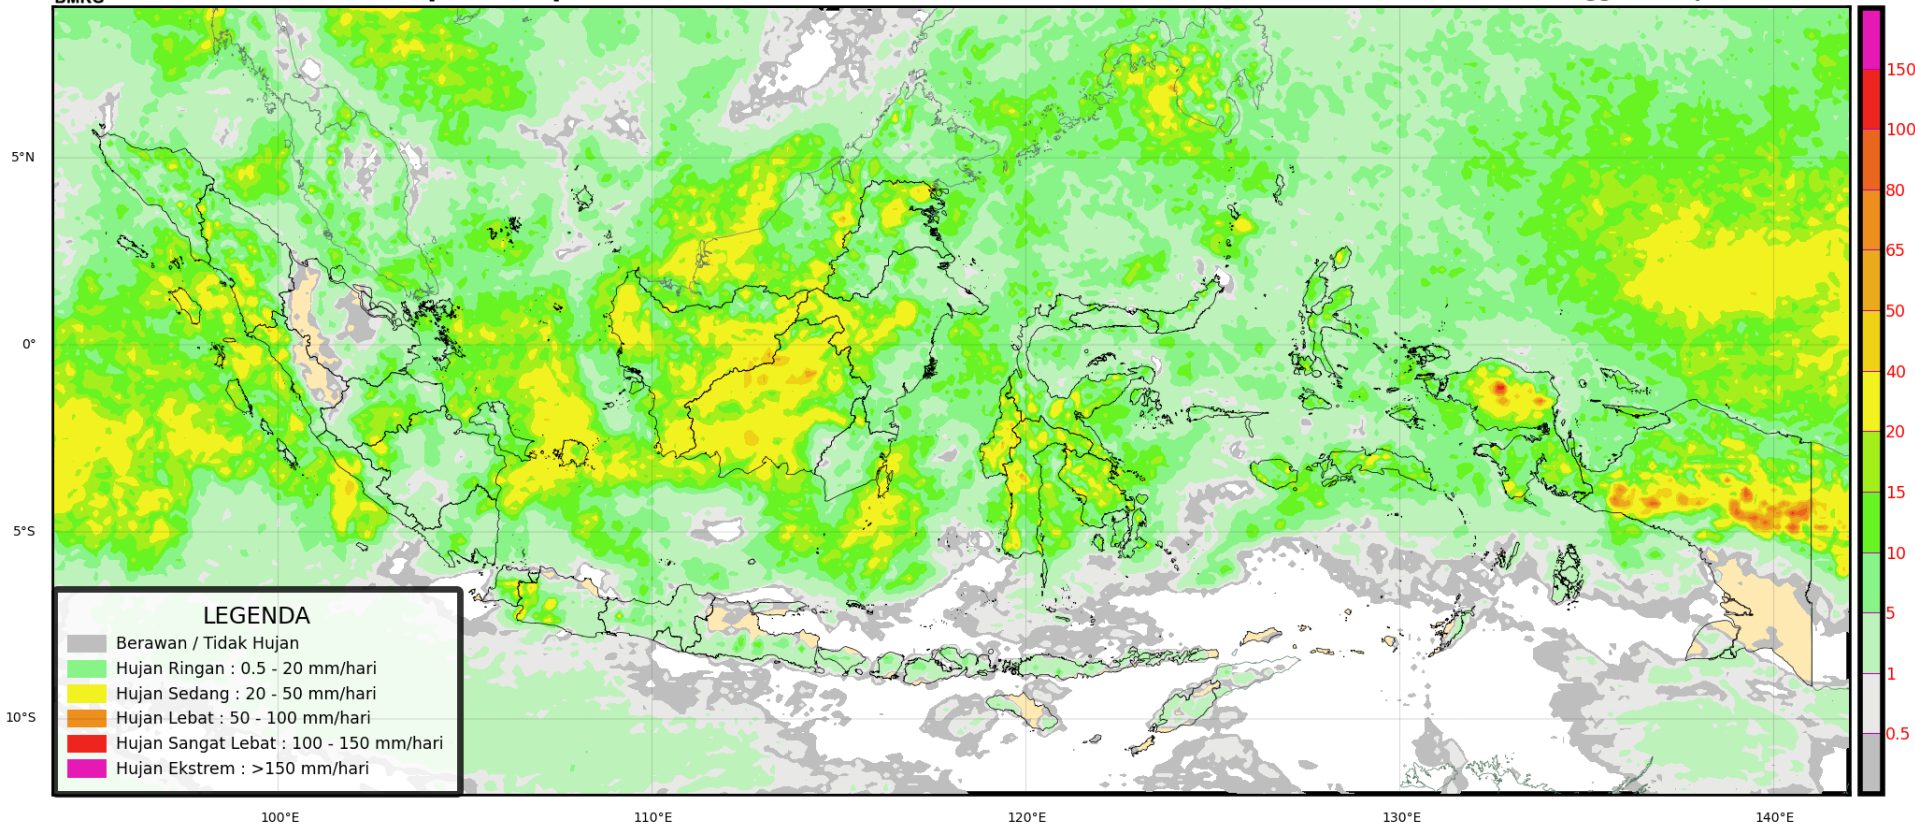 5°N
0°
5°S
10°S
LEGENDA
Berawan / Tidak Hujan
Hujan Ringan : 0.5 - 20 mm/hari
Hujan Sedang : 20 - 50 mm/hari
Hujan Lebat : 50 - 100 mm/hari
Hujan Sangat Lebat : 100 - 150 mm/hari
Hujan Ekstrem : >150 mm/hari
100°E
110°E
120°E
130°E
140°E
150
100
80
65
50
40
20
15
10
5
1
0.5